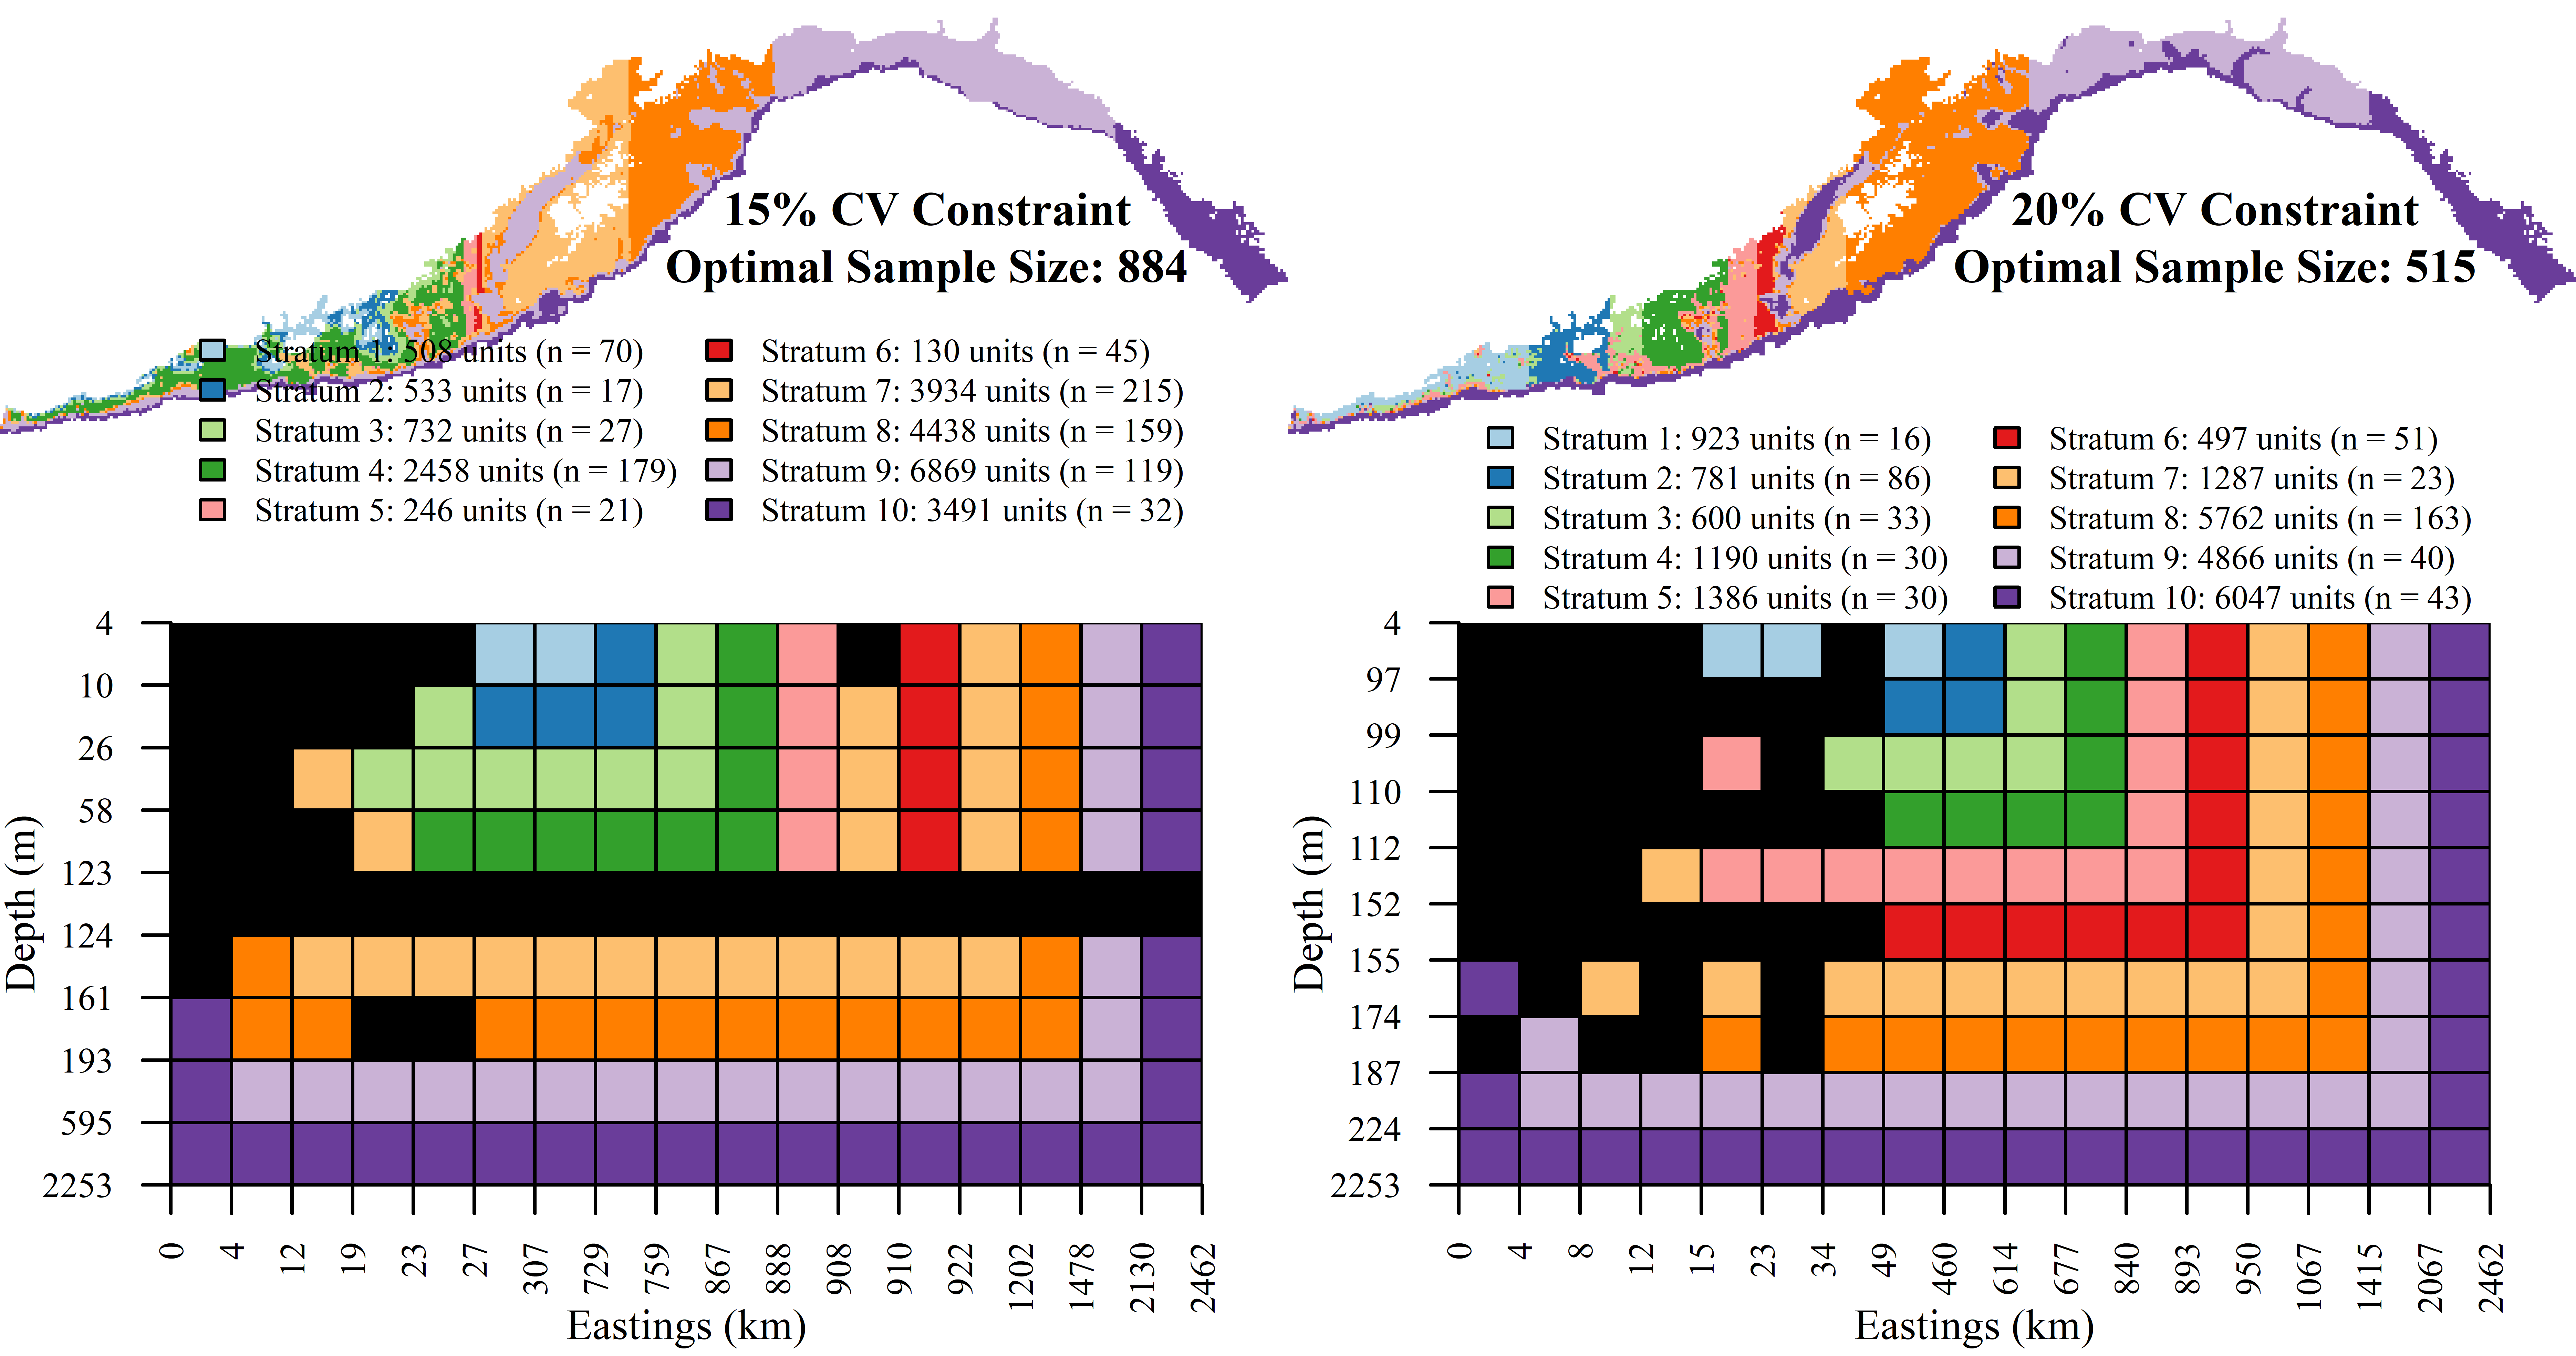 15% CV Constraint
Optimal Sample Size: 884
Stratum 1: 508 units (n = 70)
Stratum 2: 533 units (n = 17)
Stratum 3: 732 units (n = 27)
Stratum 4: 2458 units (n = 179)
Stratum 5: 246 units (n = 21)
Stratum 6: 130 units (n = 45)
Stratum 7: 3934 units (n = 215)
Stratum 8: 4438 units (n = 159)
Stratum 9: 6869 units (n = 119)
Stratum 10: 3491 units (n = 32)
Depth (m)
4
10
26
58
123
124
161
193
595
2253
0 4 12 19 23 27 307 729 759 867 888 908 910 922 1202 1478 2130 2462
Eastings (km)
20% CV Constraint
Optimal Sample Size: 515
Stratum 1: 923 units (n = 16)
Stratum 2: 781 units (n = 86)
Stratum 3: 600 units (n = 33)
Stratum 4: 1190 units (n = 30)
Stratum 5: 1386 units (n = 30)
Stratum 6: 497 units (n = 51)
Stratum 7: 1287 units (n = 23)
Stratum 8: 5762 units (n = 163)
Stratum 9: 4866 units (n = 40)
Stratum 10: 6047 units (n = 43)
Depth (m)
4
97
99
110
112
152
155
174
187
224
2253
0 4 8 12 15 23 34 49 460 614 677 840 893 950 1067 1415 2067 2462
Eastings (km)